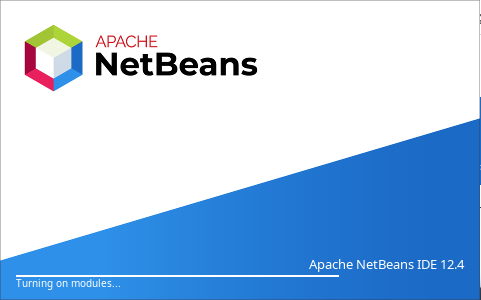 APACHE
NetBeans
Apache NetBeans IDE 12.4
Turning on modules...